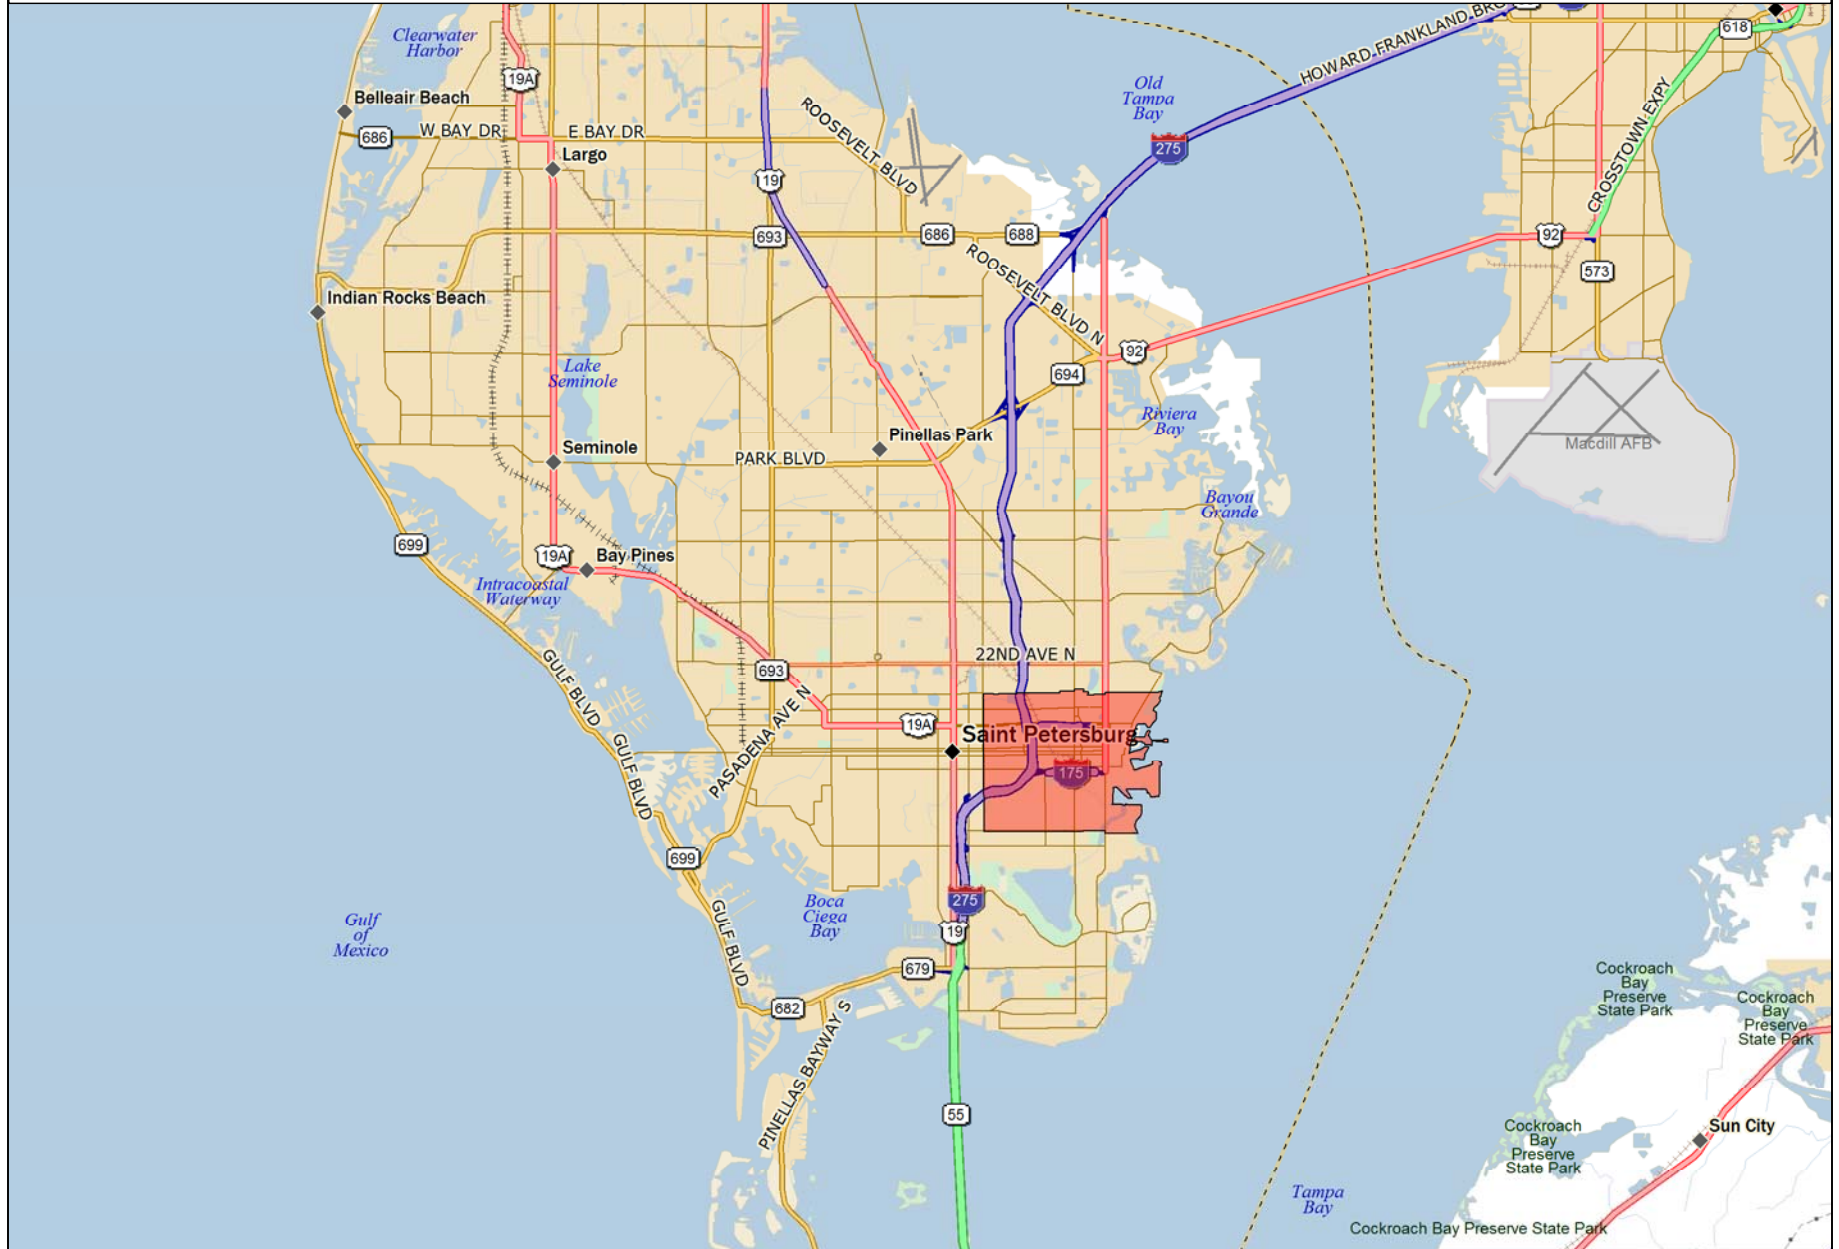 Clearwater
Harbor
19A
Belleair Beach
686
W BAY DR
E BAY DR
Largo
ROOSEVELT BLVD
19
Old
Tampa
Bay
275
HOWARD FRANKLAND BRG
618
CROSSTOWN EXPY
693
686
688
92
573
ROOSEVELT BLVD N
Indian Rocks Beach
92
694
Lake
Seminole
Riviera
Bay
Macdill AFB
Pinellas Park
Seminole
PARK BLVD
Bayou
Grande
699
19A
Bay Pines
Intracoastal
Waterway
22ND AVE N
693
GULF BLVD
PASADENA AVE N
19A
Saint Petersburg
175
GULF BLVD
699
275
Boca
Ciega
Bay
19
Gulf
of
Mexico
GULF BLVD
679
682
PINELLAS BAYWAY S
55
Cockroach
Bay
Preserve
State Park
Cockroach
Bay
Preserve
State Park
Sun City
Cockroach
Bay
Preserve
State Park
Tampa
Bay
Cockroach Bay Preserve State Park